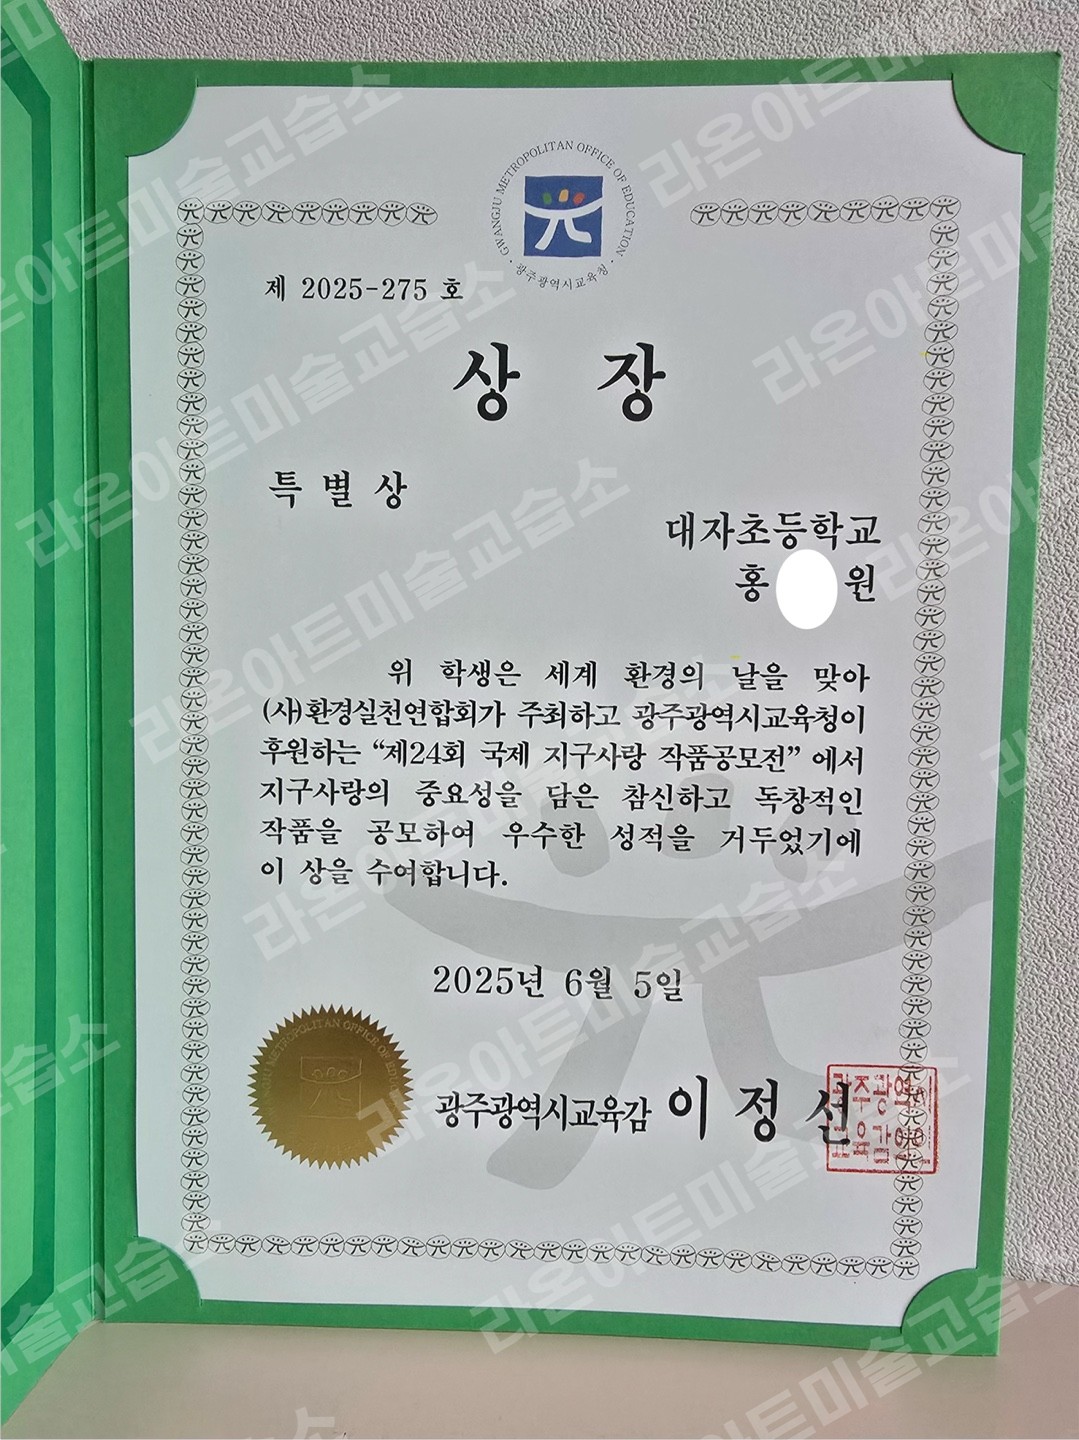 GWANGJU METROPOLITAN OFFICE OF EDUCATION
광주광역시교육청
제 2025-275 호
상 장
특별상
대자초등학교
홍 원
위 학생은 세계 환경의 날을 맞아
(사)환경실천연합회가 주최하고 광주광역시교육청이
후원하는 “제24회 국제 지구사랑 작품공모전” 에서
지구사랑의 중요성을 담은 참신하고 독창적인
작품을 공모하여 우수한 성적을 거두었기에
이 상을 수여합니다.
2025년 6월 5일
METROPOLITAN OFFICE OF EDUC
광주광역시교육감 이정선
광주광역시
교육감인
라온아트미술교습소